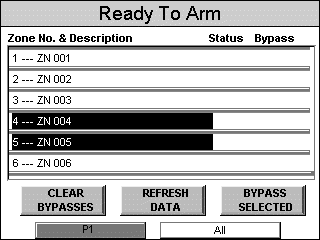 Ready To Arm
Zone No. & Description Status Bypass
1 --- ZN 001
2 --- ZN 002
3 --- ZN 003
4 --- ZN 004
5 --- ZN 005
6 --- ZN 006
CLEAR BYPASSES REFRESH DATA BYPASS SELECTED
P1 All